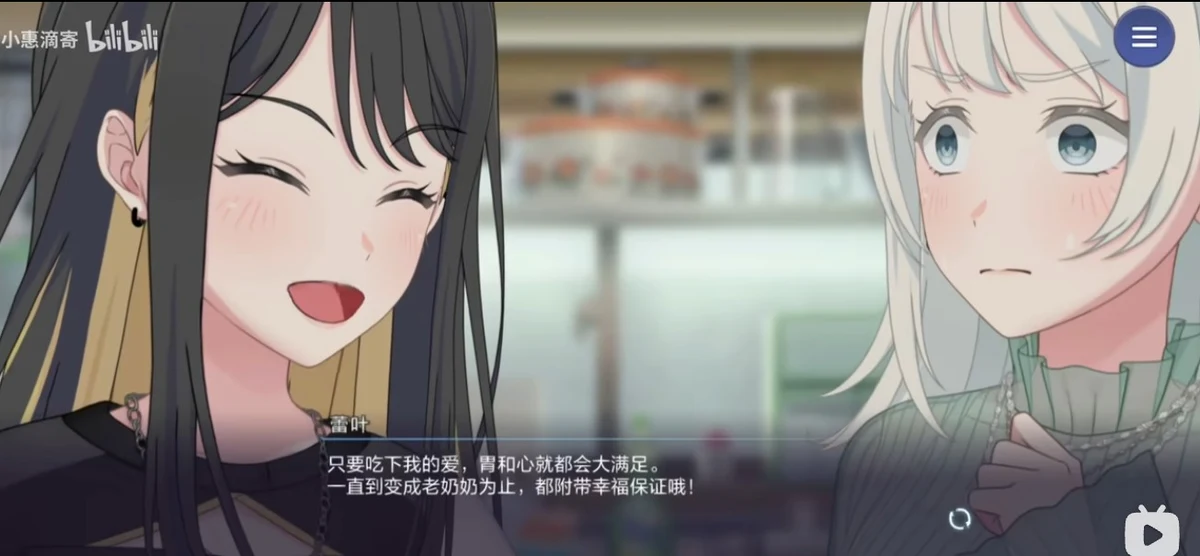 小惠滴寄 bilibili
蕾叶
只要吃下我的爱，胃和心就都会大满足。
一直到变成老奶奶为止，都附带幸福保证哦！